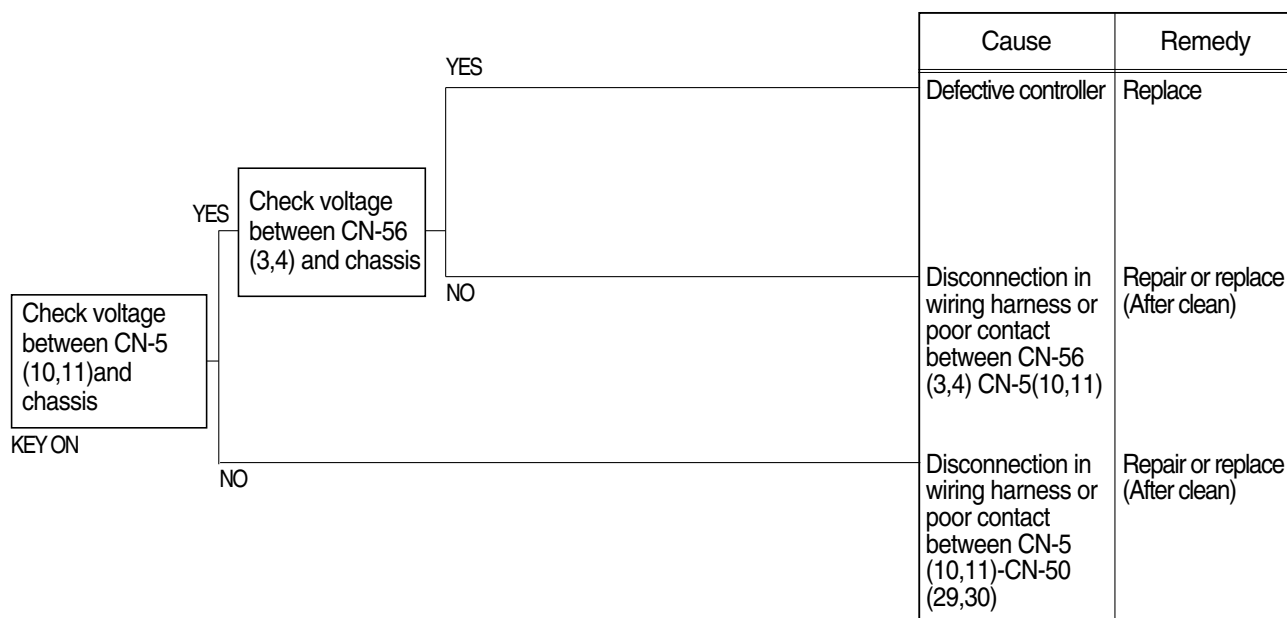 Cause
Remedy
YES
Defective controller
Replace
YES
Check voltage
between CN-56
(3,4) and chassis
NO
Disconnection in
wiring harness or
poor contact
between CN-56
(3,4) CN-5(10,11)
Repair or replace
(After clean)
Check voltage
between CN-5
(10,11)and
chassis
KEY ON
NO
Disconnection in
wiring harness or
poor contact
between CN-5
(10,11)-CN-50
(29,30)
Repair or replace
(After clean)